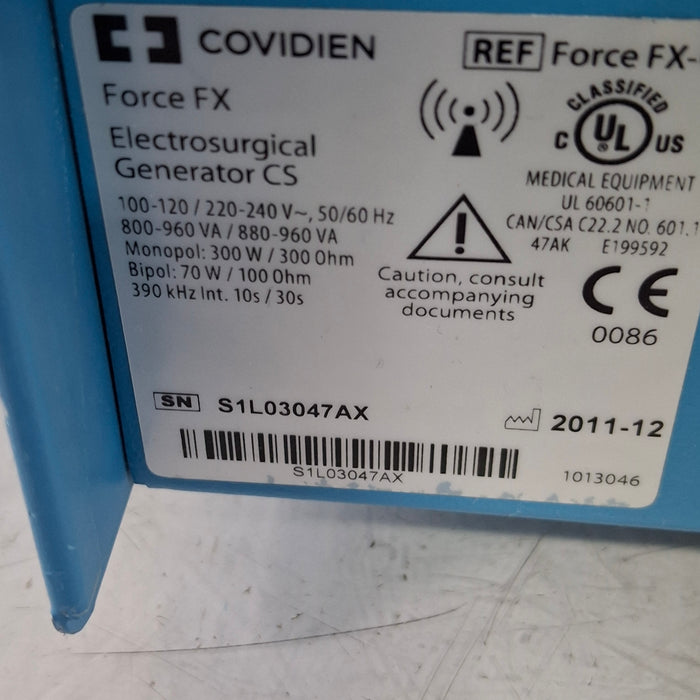 COVIDIEN
REF Force FX-
Force FX
Electrosurgical
Generator CS
100-120 / 220-240 V~, 50/60 Hz
800-960 VA / 880-960 VA
Monopol: 300 W / 300 Ohm
Bipol: 70 W / 100 Ohm
390 kHz Int. 10s / 30s
CLASSIFIED
C UL US
®
MEDICAL EQUIPMENT
UL 60601-1
CAN/CSA C22.2 NO. 601.1
47AK E199592
Caution, consult
accompanying
documents
CE
0086
SN S1L03047AX
2011-12
S1L03047AX
1013046